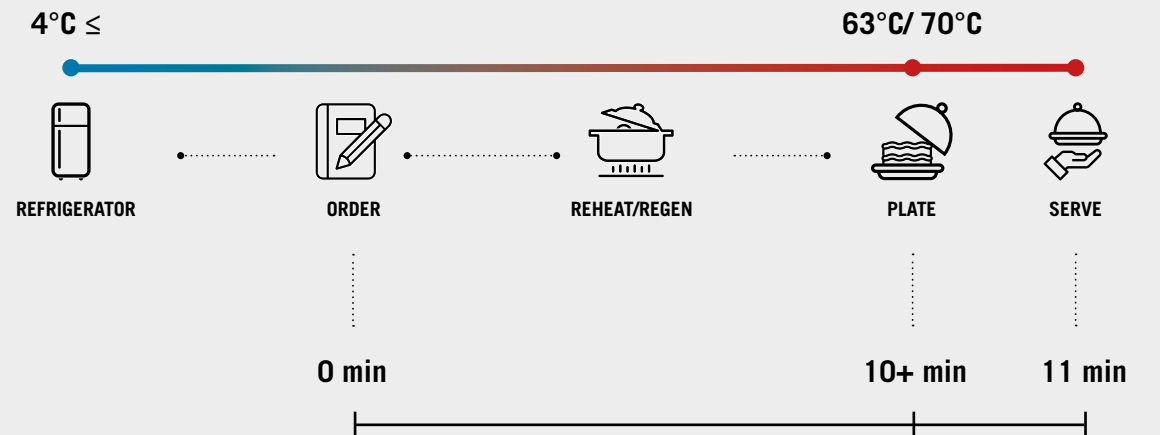 4°C ≤
63°C/ 70°C
REFRIGERATOR
ORDER
REHEAT/REGEN
PLATE
SERVE
0 min
10+ min
11 min